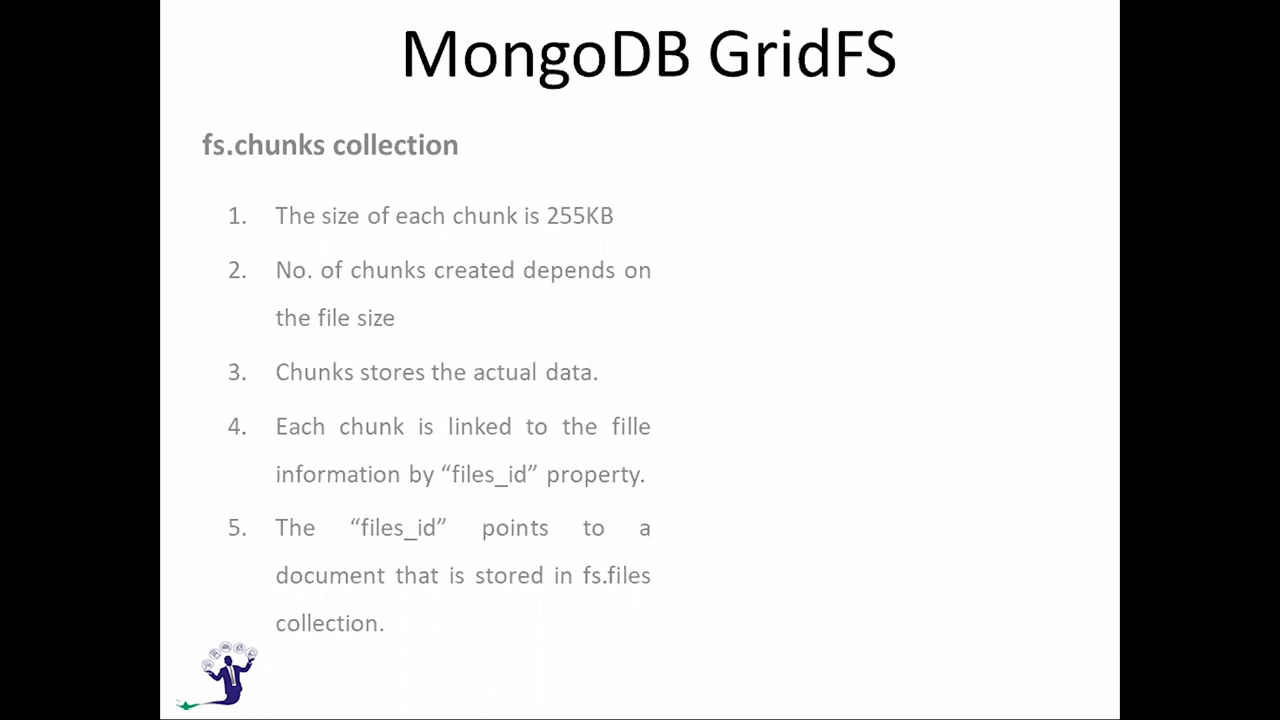 MongoDB GridFS
fs.chunks collection
1. The size of each chunk is 255KB
2. No. of chunks created depends on
the file size
3. Chunks stores the actual data.
4. Each chunk is linked to the fille
information by “files_id” property.
5. The “files_id” points to a
document that is stored in fs.files
collection.